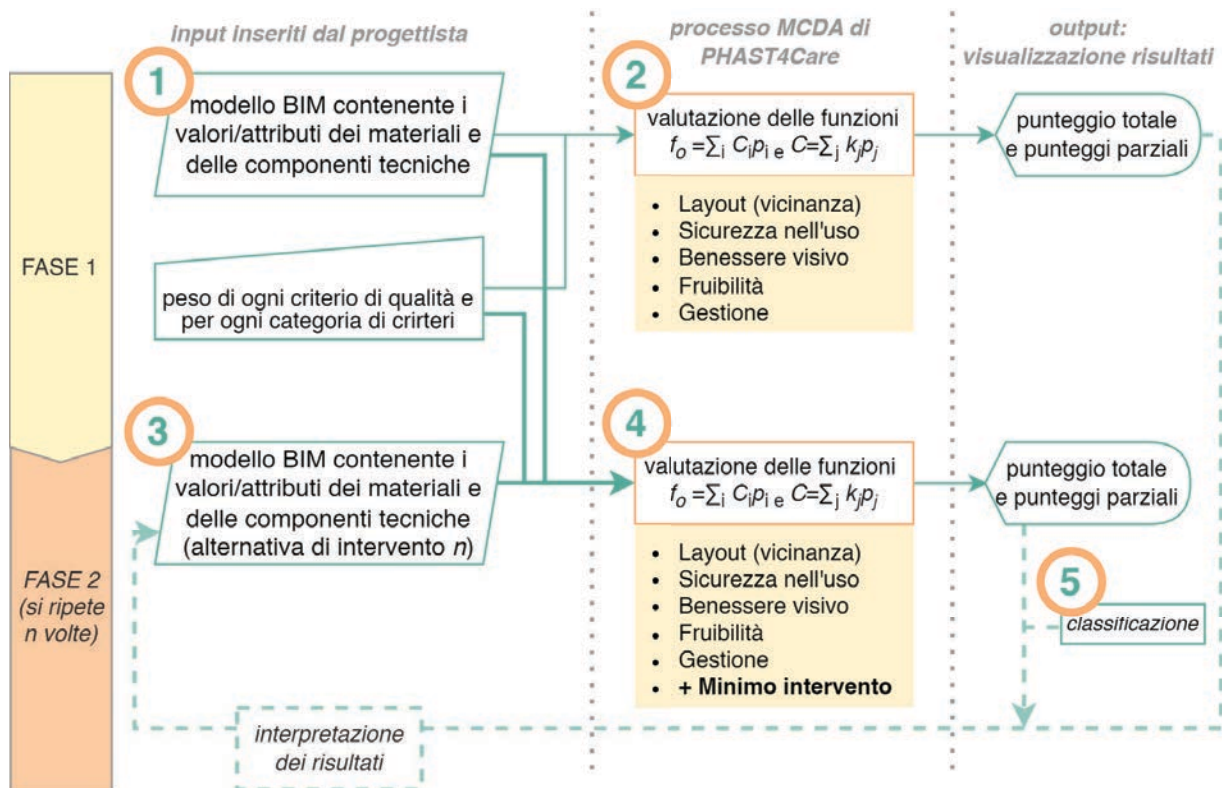 input inseriti dal progettista
processo MCDA di
PHAST4Care
output:
visualizzazione risultati
FASE 1
1
modello BIM contenente i
valori/attributi dei materiali e
delle componenti tecniche
peso di ogni criterio di qualità e
per ogni categoria di crirteri
2
valutazione delle funzioni
fo =∑i Cipi e C=∑j kjpj
• Layout (vicinanza)
• Sicurezza nell'uso
• Benessere visivo
• Fruibilità
• Gestione
punteggio totale
e punteggi parziali
FASE 2
(si ripete
n volte)
3
modello BIM contenente i
valori/attributi dei materiali e
delle componenti tecniche
(alternativa di intervento n)
4
valutazione delle funzioni
fo =∑i Cipi e C=∑j kjpj
• Layout (vicinanza)
• Sicurezza nell'uso
• Benessere visivo
• Fruibilità
• Gestione
• + Minimo intervento
punteggio totale
e punteggi parziali
5
classificazione
interpretazione
dei risultati